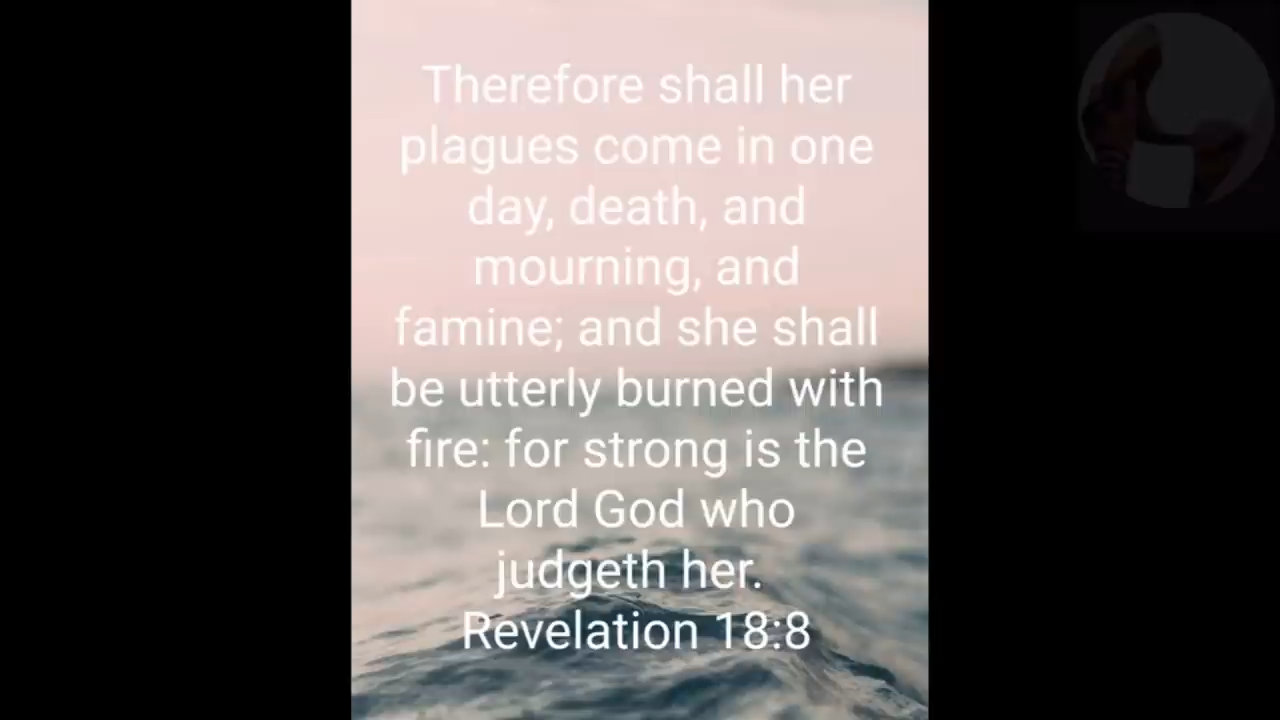 Therefore shall her
plagues come in one
day, death, and
mourning, and
famine; and she shall
be utterly burned with
fire: for strong is the
Lord God who
judgeth her.
Revelation 18:8